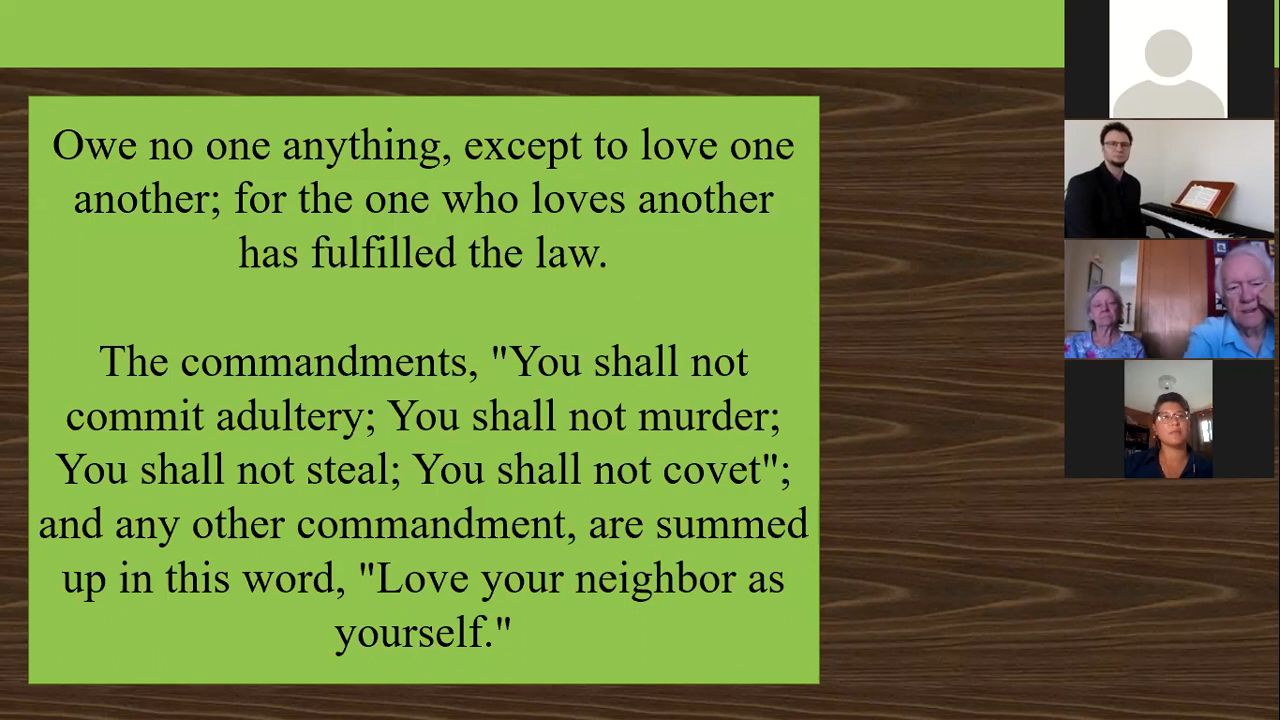 Owe no one anything, except to love one
another; for the one who loves another
has fulfilled the law.
The commandments, "You shall not
commit adultery; You shall not murder;
You shall not steal; You shall not covet";
and any other commandment, are summed
up in this word, "Love your neighbor as
yourself."